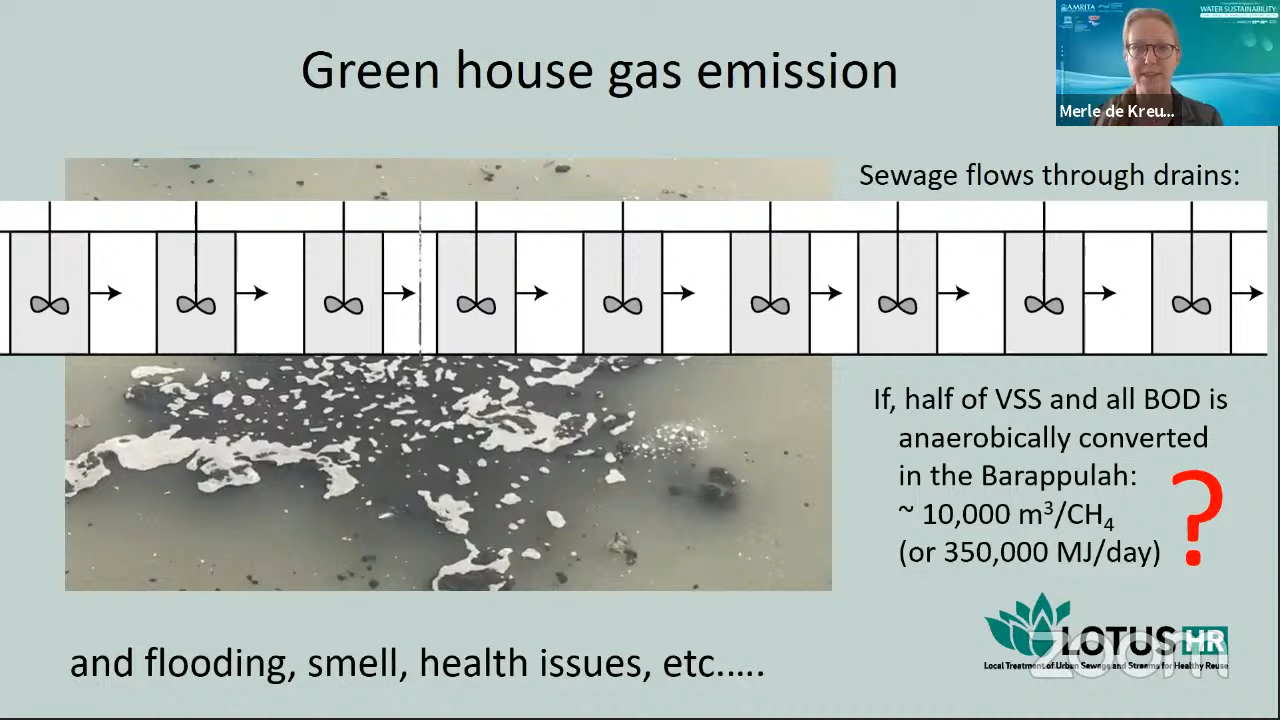 Green house gas emission
AMRITA
WATER SUSTAINABILITY
Merle de Kreu...
Sewage flows through drains:
If, half of VSS and all BOD is
anaerobically converted
in the Barappulah:
~ 10,000 m³/CH₄
(or 350,000 MJ/day)
?
LOTUS HR
Local Treatment of Urban Sewage and Streams for Healthy Reuse
zoom
and flooding, smell, health issues, etc.....